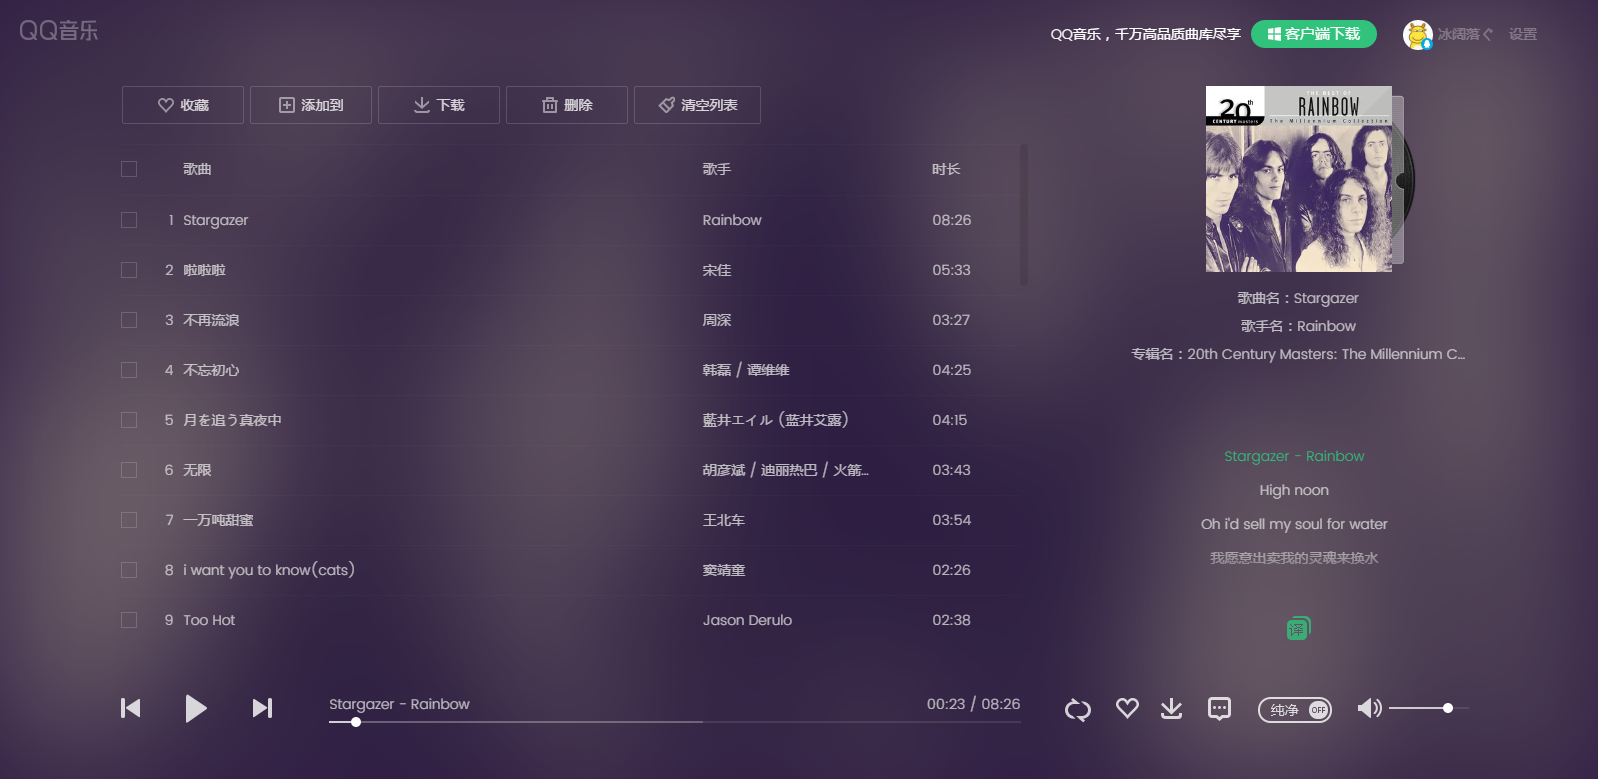 QQ音乐
QQ音乐，千万高品质曲库尽享 客户端下载 冰阔落ぐ 设置
收藏 添加到 下载 删除 清空列表
歌曲 歌手 时长
1 Stargazer Rainbow 08:26
2 啦啦啦 宋佳 05:33
3 不再流浪 周深 03:27
4 不忘初心 韩磊 / 谭维维 04:25
5 月を追う真夜中 藍井エイル (蓝井艾露) 04:15
6 无限 胡彦斌 / 迪丽热巴 / 火箭...
03:43
7 一万吨甜蜜 王北车 03:54
8 i want you to know(cats) 窦靖童 02:26
9 Too Hot Jason Derulo 02:38
THE BEST OF
20th RAINBOW
CENTURY masters The Millennium Collection
歌曲名：Stargazer
歌手名：Rainbow
专辑名：20th Century Masters: The Millennium C...
Stargazer - Rainbow
High noon
Oh i'd sell my soul for water
我愿意出卖我的灵魂来换水
译
Stargazer - Rainbow 00:23 / 08:26
纯净 OFF